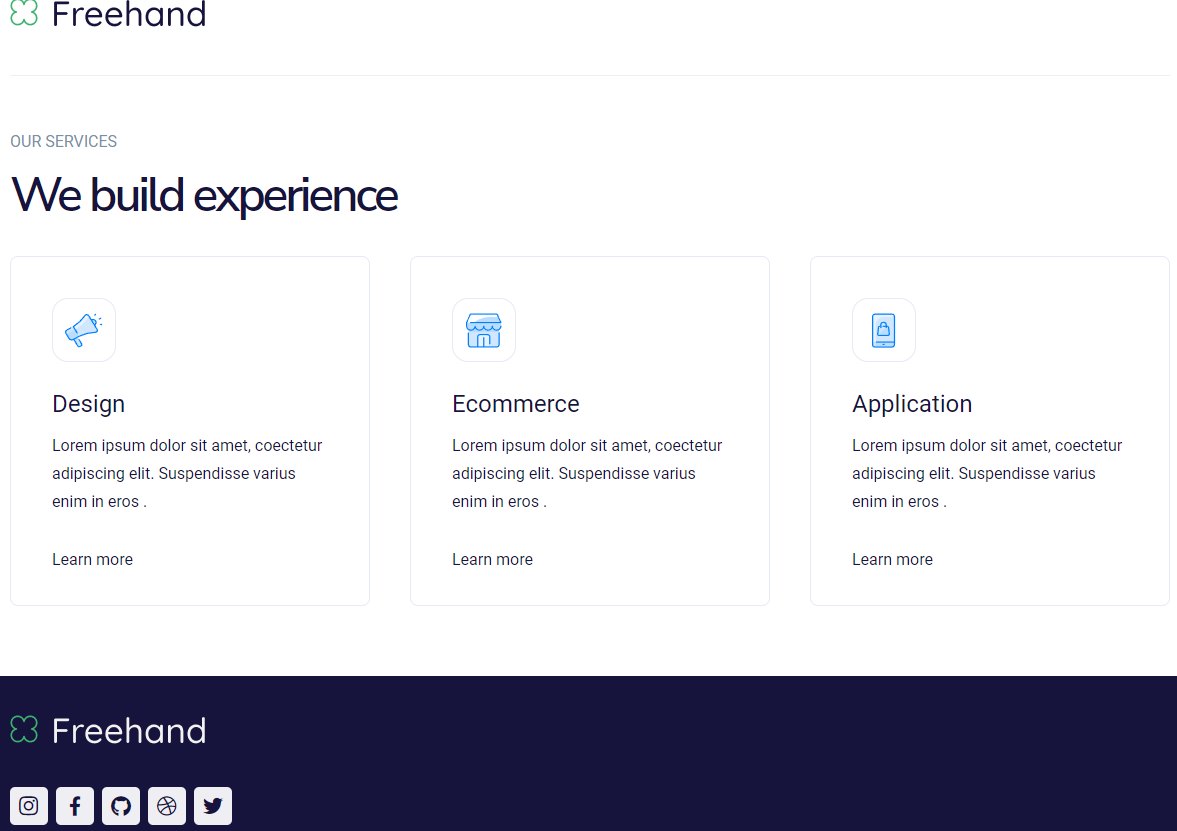 Freehand
OUR SERVICES
We build experience
Design
Lorem ipsum dolor sit amet, coectetur
adipiscing elit. Suspendisse varius
enim in eros .
Learn more
Ecommerce
Lorem ipsum dolor sit amet, coectetur
adipiscing elit. Suspendisse varius
enim in eros .
Learn more
Application
Lorem ipsum dolor sit amet, coectetur
adipiscing elit. Suspendisse varius
enim in eros .
Learn more
Freehand